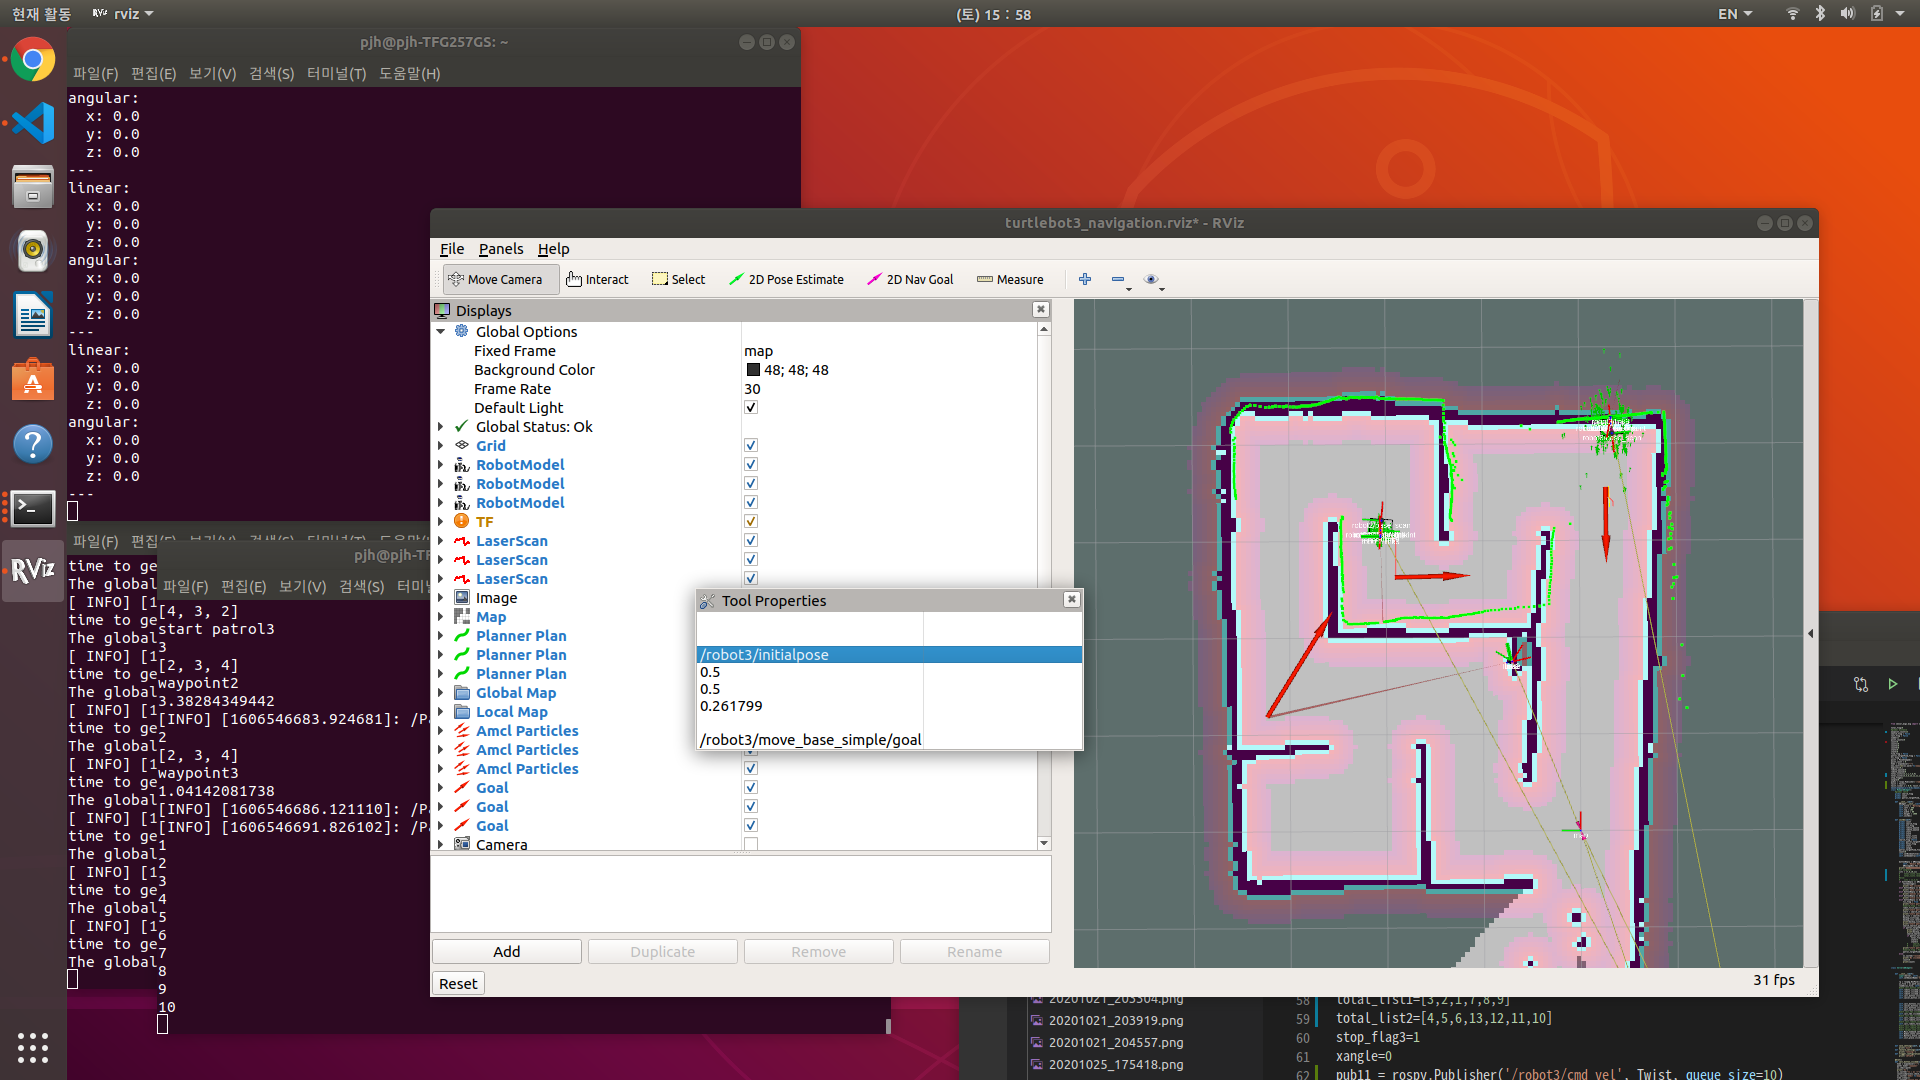 현재 활동
rviz
(토) 15 : 58
EN
pjh@pjh-TFG257GS: ~
파일(F) 편집(E) 보기(V) 검색(S) 터미널(T) 도움말(H)
angular:
x: 0.0
y: 0.0
z: 0.0
---
linear:
x: 0.0
y: 0.0
z: 0.0
angular:
x: 0.0
y: 0.0
z: 0.0
---
linear:
x: 0.0
y: 0.0
z: 0.0
angular:
x: 0.0
y: 0.0
z: 0.0
---
파일(F)
time to ge
The global
[ INFO] [1
time to ge
The global
[ INFO] [1
time to ge
The global
[ INFO] [1
time to ge
The global
[ INFO] [1
time to ge
The global
[ INFO] [1
time to ge
The global
[ INFO] [1
time to ge
The global
[ INFO] [1
time to ge
The global
파일(F) 편집(E) 보기(V) 검색(S)
[4, 3, 2]
start patrol3
3
[2, 3, 4]
waypoint2
3.38284349442
[INFO] [1606546683.924681]: /P
2
[2, 3, 4]
waypoint3
1.04142081738
[INFO] [1606546686.121110]: /P
[INFO] [1606546691.826102]: /P
1
2
3
4
5
6
7
8
9
10
turtlebot3_navigation.rviz* - RViz
File Panels Help
Move Camera Interact Select 2D Pose Estimate 2D Nav Goal Measure
Displays
Global Options
Fixed Frame map
Background Color 48; 48; 48
Frame Rate 30
Default Light
Global Status: Ok
Grid
RobotModel
RobotModel
RobotModel
TF
LaserScan
LaserScan
LaserScan
Image
Map
Planner Plan
Planner Plan
Planner Plan
Global Map
Local Map
Amcl Particles
Amcl Particles
Amcl Particles
Goal
Goal
Goal
Camera
Add Duplicate Remove Rename
Reset
31 fps
Tool Properties
/robot3/initialpose
0.5
0.5
0.261799
/robot3/move_base_simple/goal
RViz
20201021_203304.png
20201021_203919.png
20201021_204557.png
20201025_175418.png
58 total_list1=[3,2,1,7,8,9]
59 total_list2=[4,5,6,13,12,11,10]
60 stop_flag3=1
61 xangle=0
62 pub11 = rospy.Publisher('/robot3/cmd_vel', Twist, queue_size=10)